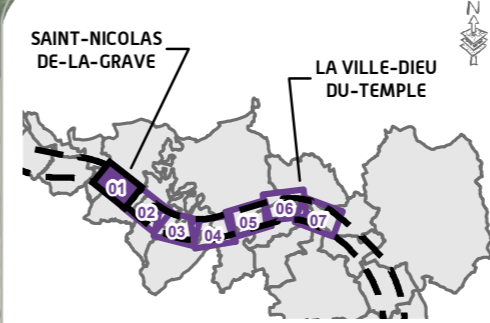 N
SAINT-NICOLAS
DE-LA-GRAVE
LA VILLE-DIEU
DU-TEMPLE
01
02
03
04
05
06
07